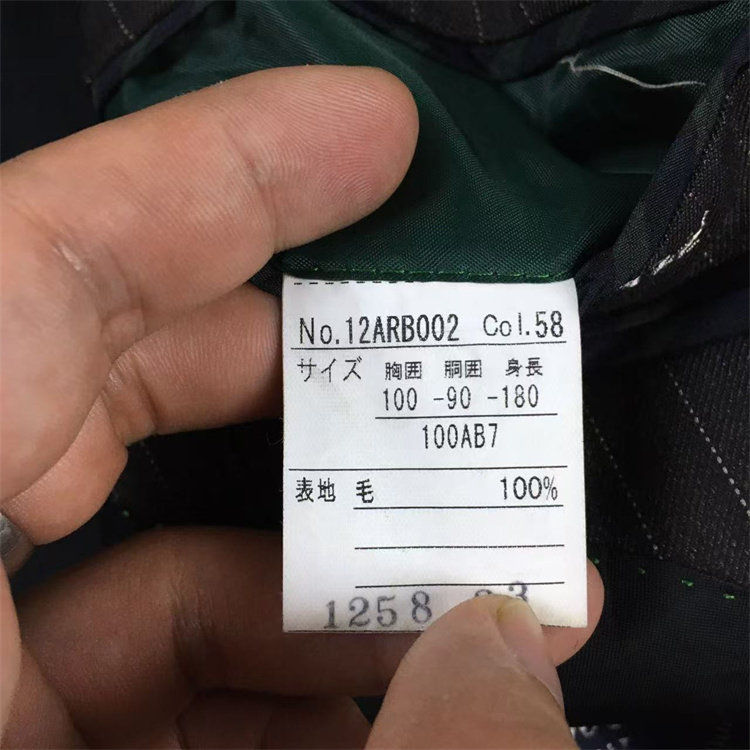 No.12ARB002 Col.58
サイズ 胸囲 胴囲 身長
100 -90 -180
100AB7
表地 毛 100%
1258